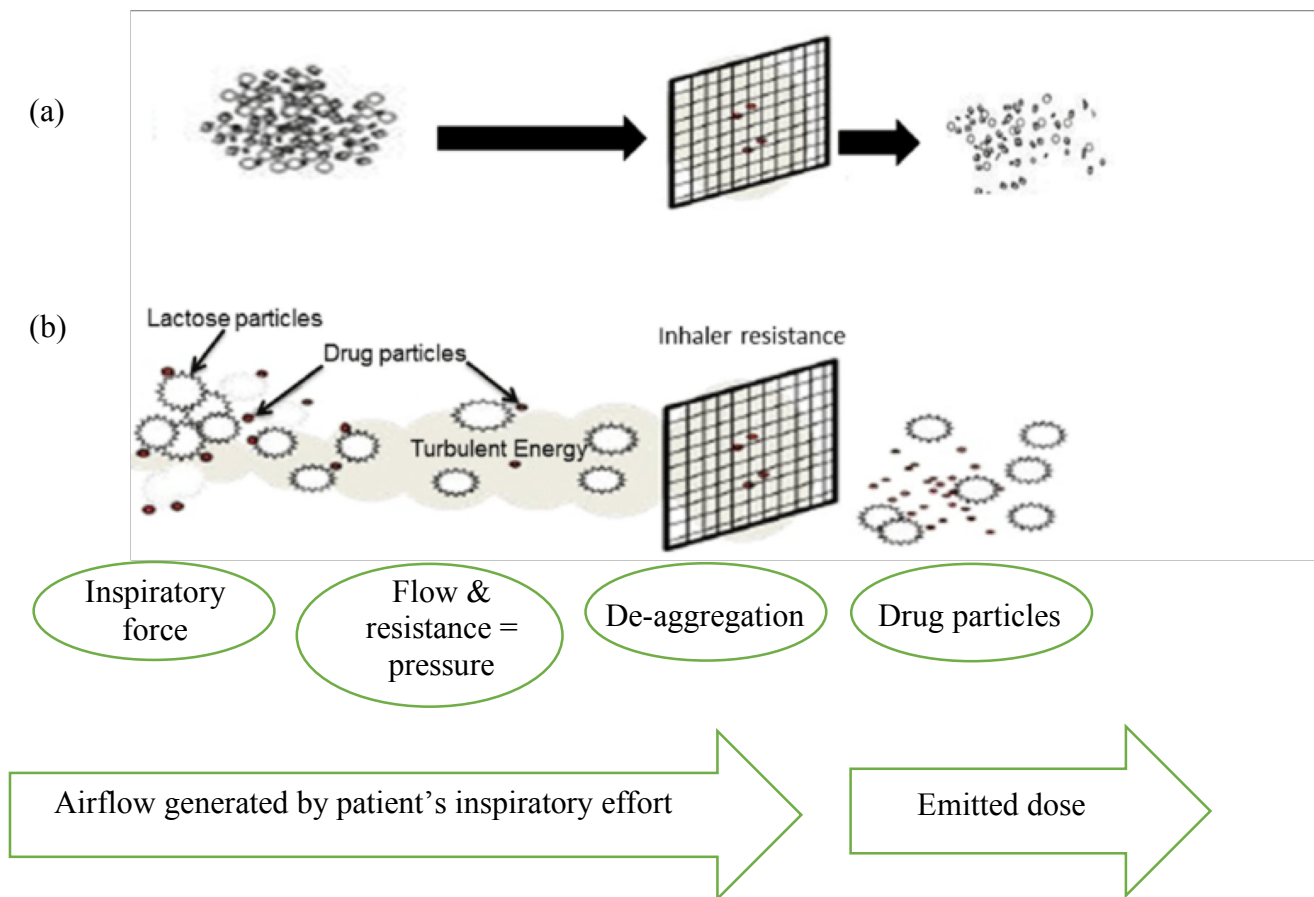 (a)
(b)
Lactose particles
Drug particles
Inhaler resistance
Turbulent Energy
Inspiratory
force
Flow &
resistance =
pressure
De-aggregation
Drug particles
Airflow generated by patient’s inspiratory effort
Emitted dose